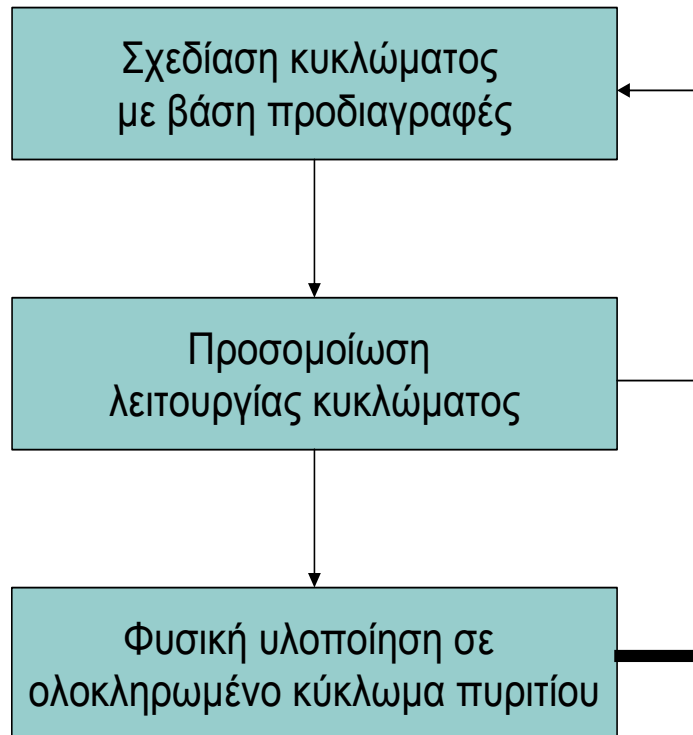 Σχεδίαση κυκλώματος
με βάση προδιαγραφές
Προσομοίωση
λειτουργίας κυκλώματος
Φυσική υλοποίηση σε
ολοκληρωμένο κύκλωμα πυριτίου